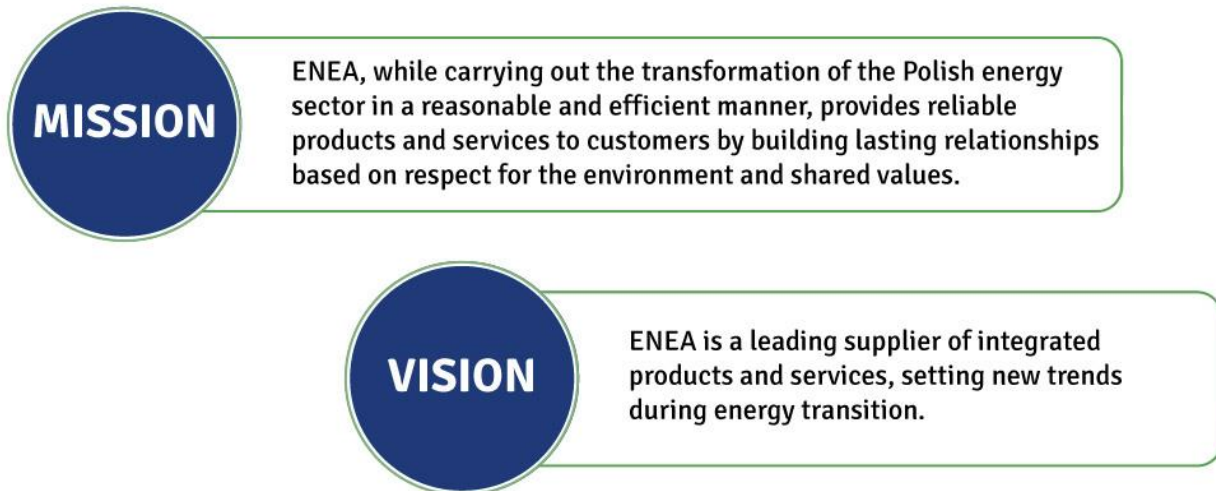 MISSION
ENEA, while carrying out the transformation of the Polish energy
sector in a reasonable and efficient manner, provides reliable
products and services to customers by building lasting relationships
based on respect for the environment and shared values.
VISION
ENEA is a leading supplier of integrated
products and services, setting new trends
during energy transition.